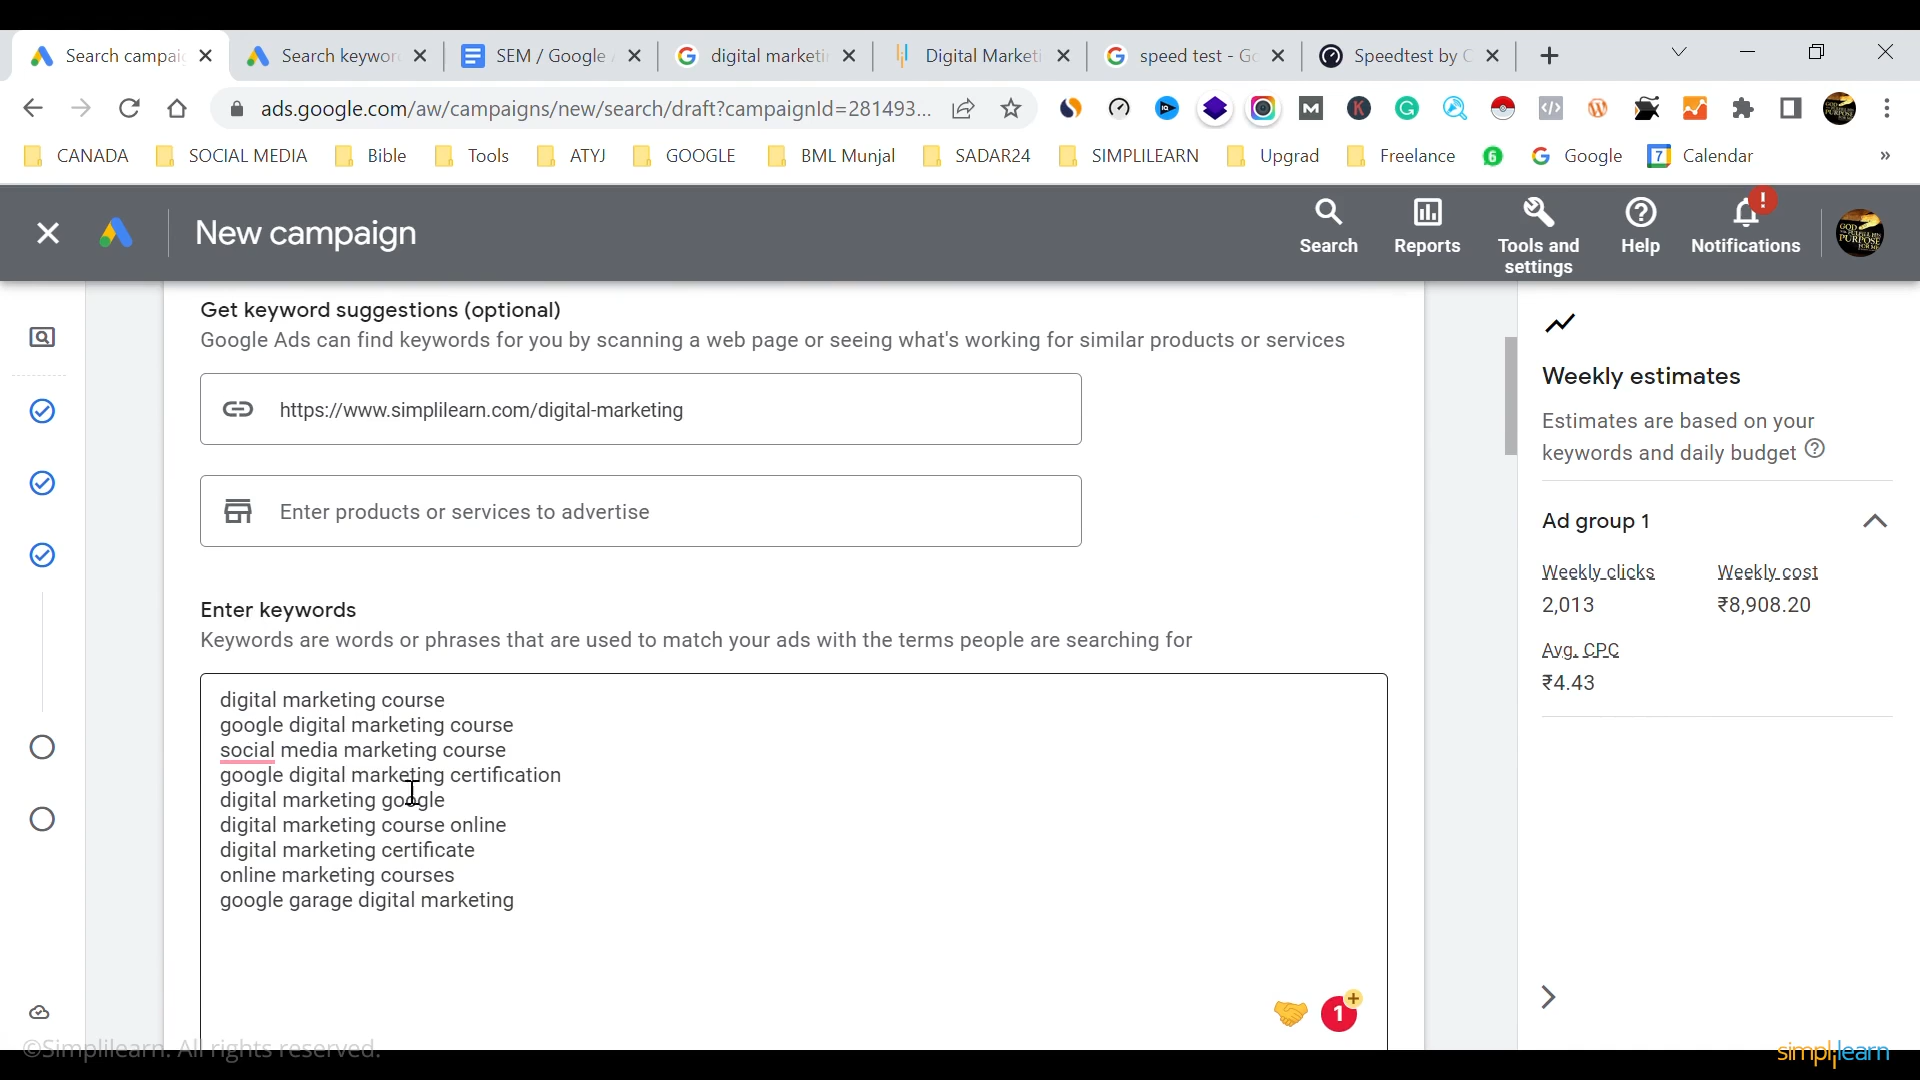 Search campai
Search keywor
SEM / Google
digital marketi
Digital Marketi
speed test - Go
Speedtest by
ads.google.com/aw/campaigns/new/search/draft?campaignId=281493...
CANADA
SOCIAL MEDIA
Bible
Tools
ATYJ
GOOGLE
BML Munjal
SADAR24
SIMPLILEARN
Upgrad
Freelance
Google
Calendar
New campaign
Search
Reports
Tools and
settings
Help
Notifications
Get keyword suggestions (optional)
Google Ads can find keywords for you by scanning a web page or seeing what's working for similar products or services
https://www.simplilearn.com/digital-marketing
Enter products or services to advertise
Enter keywords
Keywords are words or phrases that are used to match your ads with the terms people are searching for
digital marketing course
google digital marketing course
social media marketing course
google digital marketing certification
digital marketing google
digital marketing course online
digital marketing certificate
online marketing courses
google garage digital marketing
1
Weekly estimates
Estimates are based on your
keywords and daily budget
Ad group 1
Weekly clicks
Weekly cost
2,013
₹8,908.20
Avg. CPC
₹4.43
©Simplilearn. All rights reserved.
simplilearn